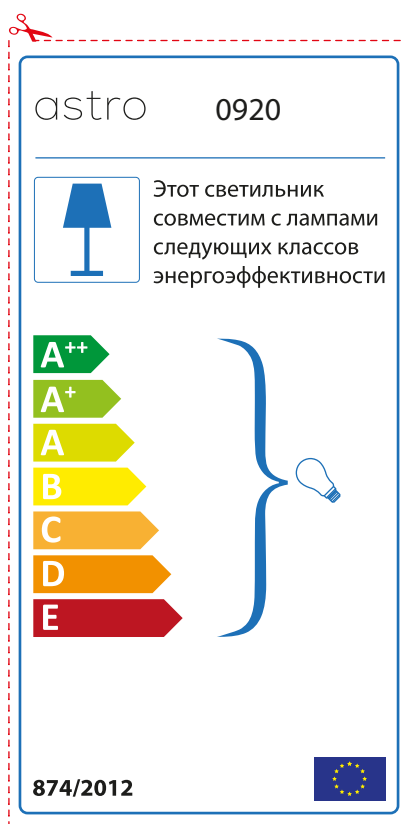 astro 0920
Этот светильник
совместим с лампами
следующих классов
энергоэффективности
A++
A+
A
B
C
D
E
874/2012